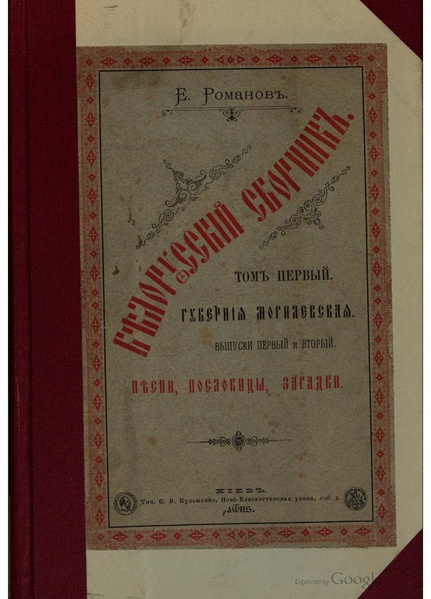 Е. Романовъ.
БѢЛОРУССКІЙ СБОРНИКЪ.
ТОМЪ ПЕРВЫЙ.
ГУБЕРНІЯ МОГИЛЕВСКАЯ.
ВЫПУСКИ ПЕРВЫЙ и ВТОРЫЙ.
ПѢСНИ, ПОСЛОВИЦЫ, ЗАГАДКИ.
КІЕВЪ.
Тип. С. В. Кульженко, Ново-Елисаветинская улица, соб. д.
Digitized by Google